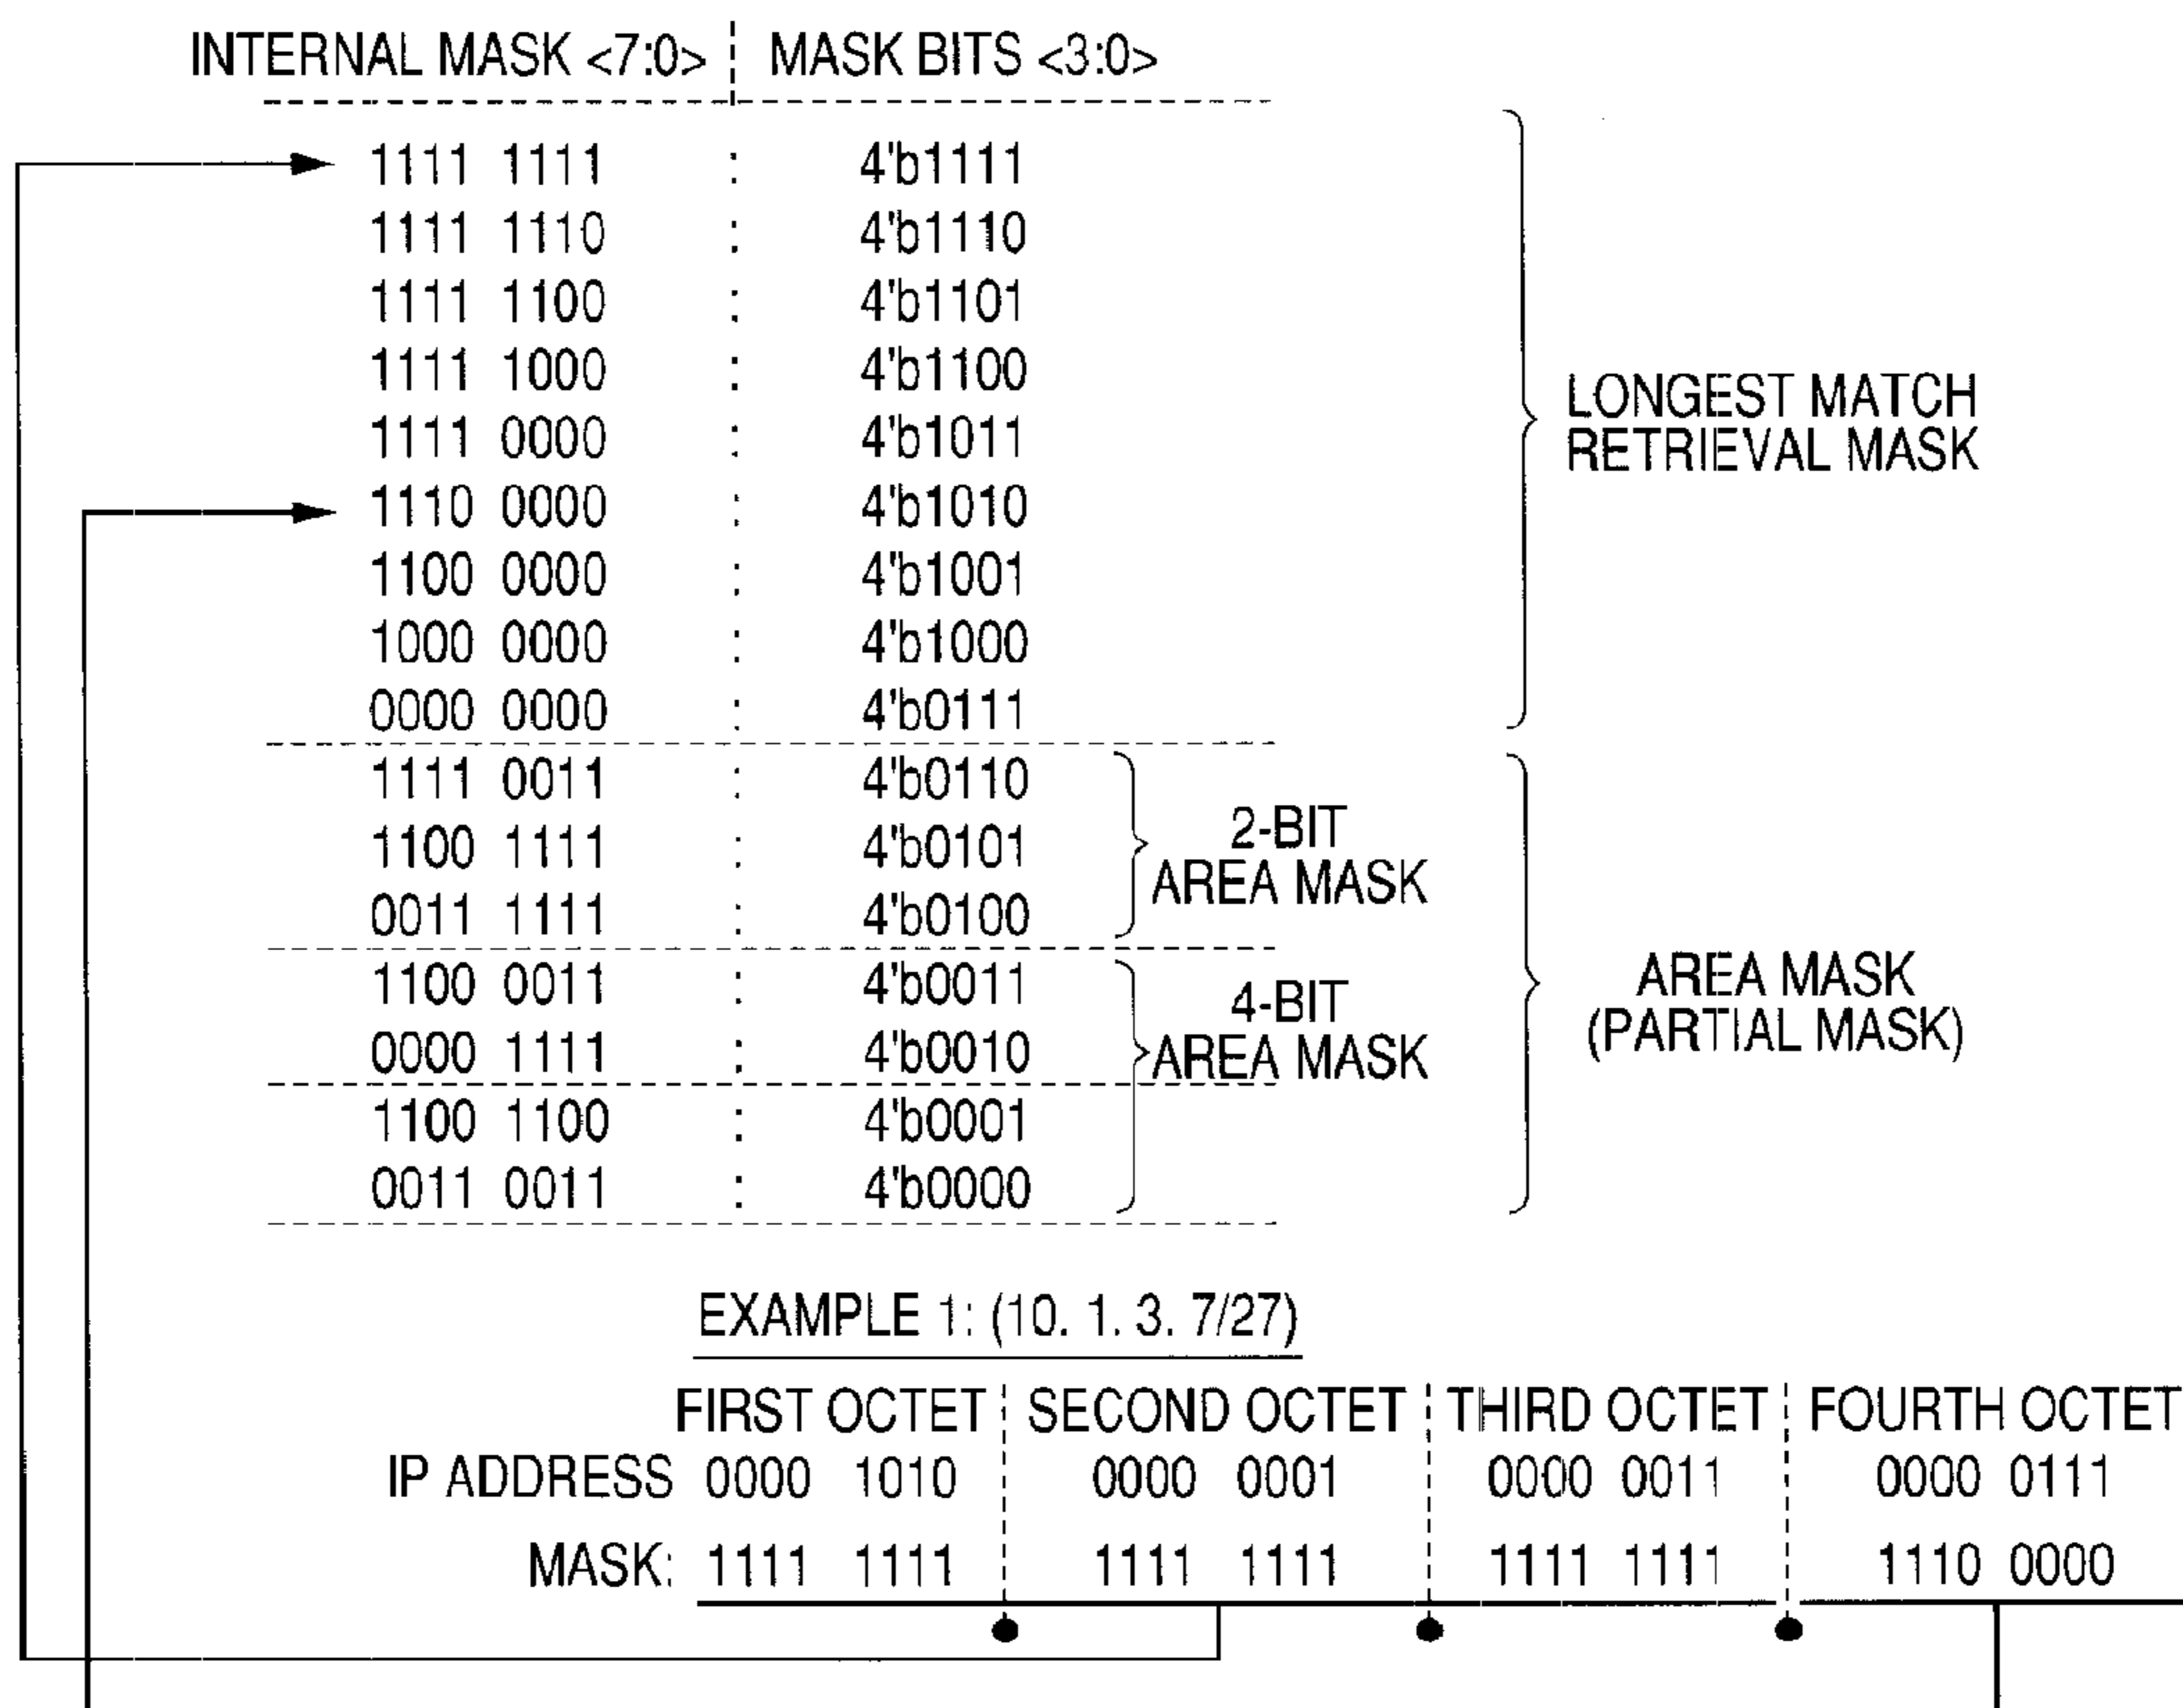 INTERNAL MASK <7:0> MASK BITS <3:0>
1111 1111 : 4'b1111
1111 1110 : 4'b1110
1111 1100 : 4'b1101
1111 1000 : 4'b1100
1111 0000 : 4'b1011
1110 0000 : 4'b1010
1100 0000 : 4'b1001
1000 0000 : 4'b1000
0000 0000 : 4'b0111
LONGEST MATCH
RETRIEVAL MASK
1111 0011 : 4'b0110
1100 1111 : 4'b0101
0011 1111 : 4'b0100
2-BIT
AREA MASK
1100 0011 : 4'b0011
0000 1111 : 4'b0010
1100 1100 : 4'b0001
0011 0011 : 4'b0000
4-BIT
AREA MASK
AREA MASK
(PARTIAL MASK)
EXAMPLE 1: (10. 1. 3. 7/27)
FIRST OCTET SECOND OCTET THIRD OCTET FOURTH OCTET
IP ADDRESS 0000 1010 0000 0001 0000 0011 0000 0111
MASK: 1111 1111 1111 1111 1111 1111 1110 0000